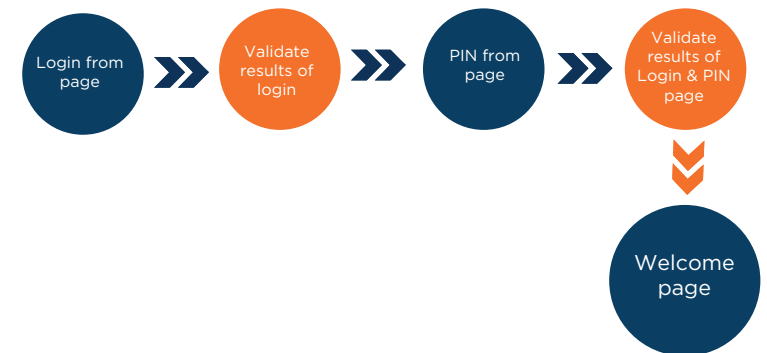 Login from
page
Validate
results of
login
PIN from
page
Validate
results of
Login & PIN
page
Welcome
page